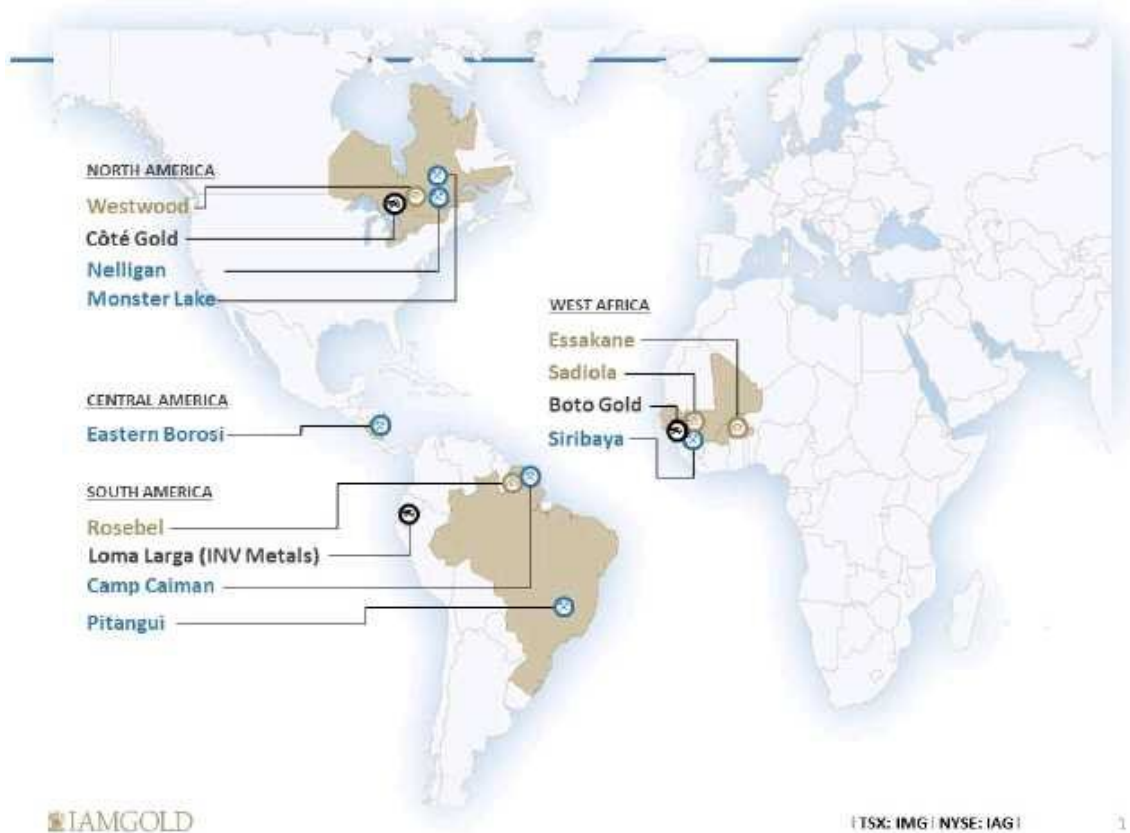 NORTH AMERICA
Westwood
Côté Gold
Nelligan
Monster Lake
CENTRAL AMERICA
Eastern Borosi
SOUTH AMERICA
Rosebel
Loma Larga (INV Metals)
Camp Caiman
Pitangui
WEST AFRICA
Essakane
Sadiola
Boto Gold
Siribaya
IAMGOLD
| TSX: IMG | NYSE: IAG |
1